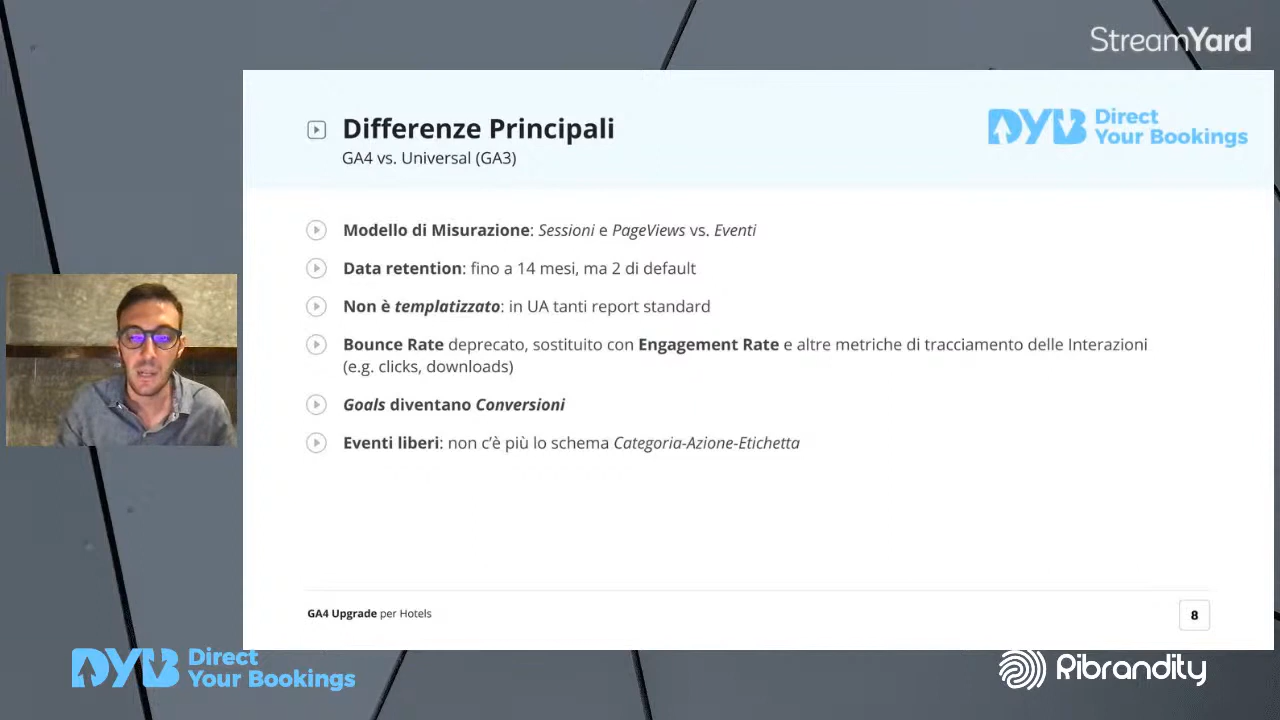 StreamYard
Differenze Principali
GA4 vs. Universal (GA3)
DYB Direct
Your Bookings
Modello di Misurazione: Sessioni e PageViews vs. Eventi
Data retention: fino a 14 mesi, ma 2 di default
Non è templatizzato: in UA tanti report standard
Bounce Rate deprecato, sostituito con Engagement Rate e altre metriche di tracciamento delle Interazioni
(e.g. clicks, downloads)
Goals diventano Conversioni
Eventi liberi: non c’è più lo schema Categoria-Azione-Etichetta
GA4 Upgrade per Hotels
8
DYB Direct
Your Bookings
Ribrandity